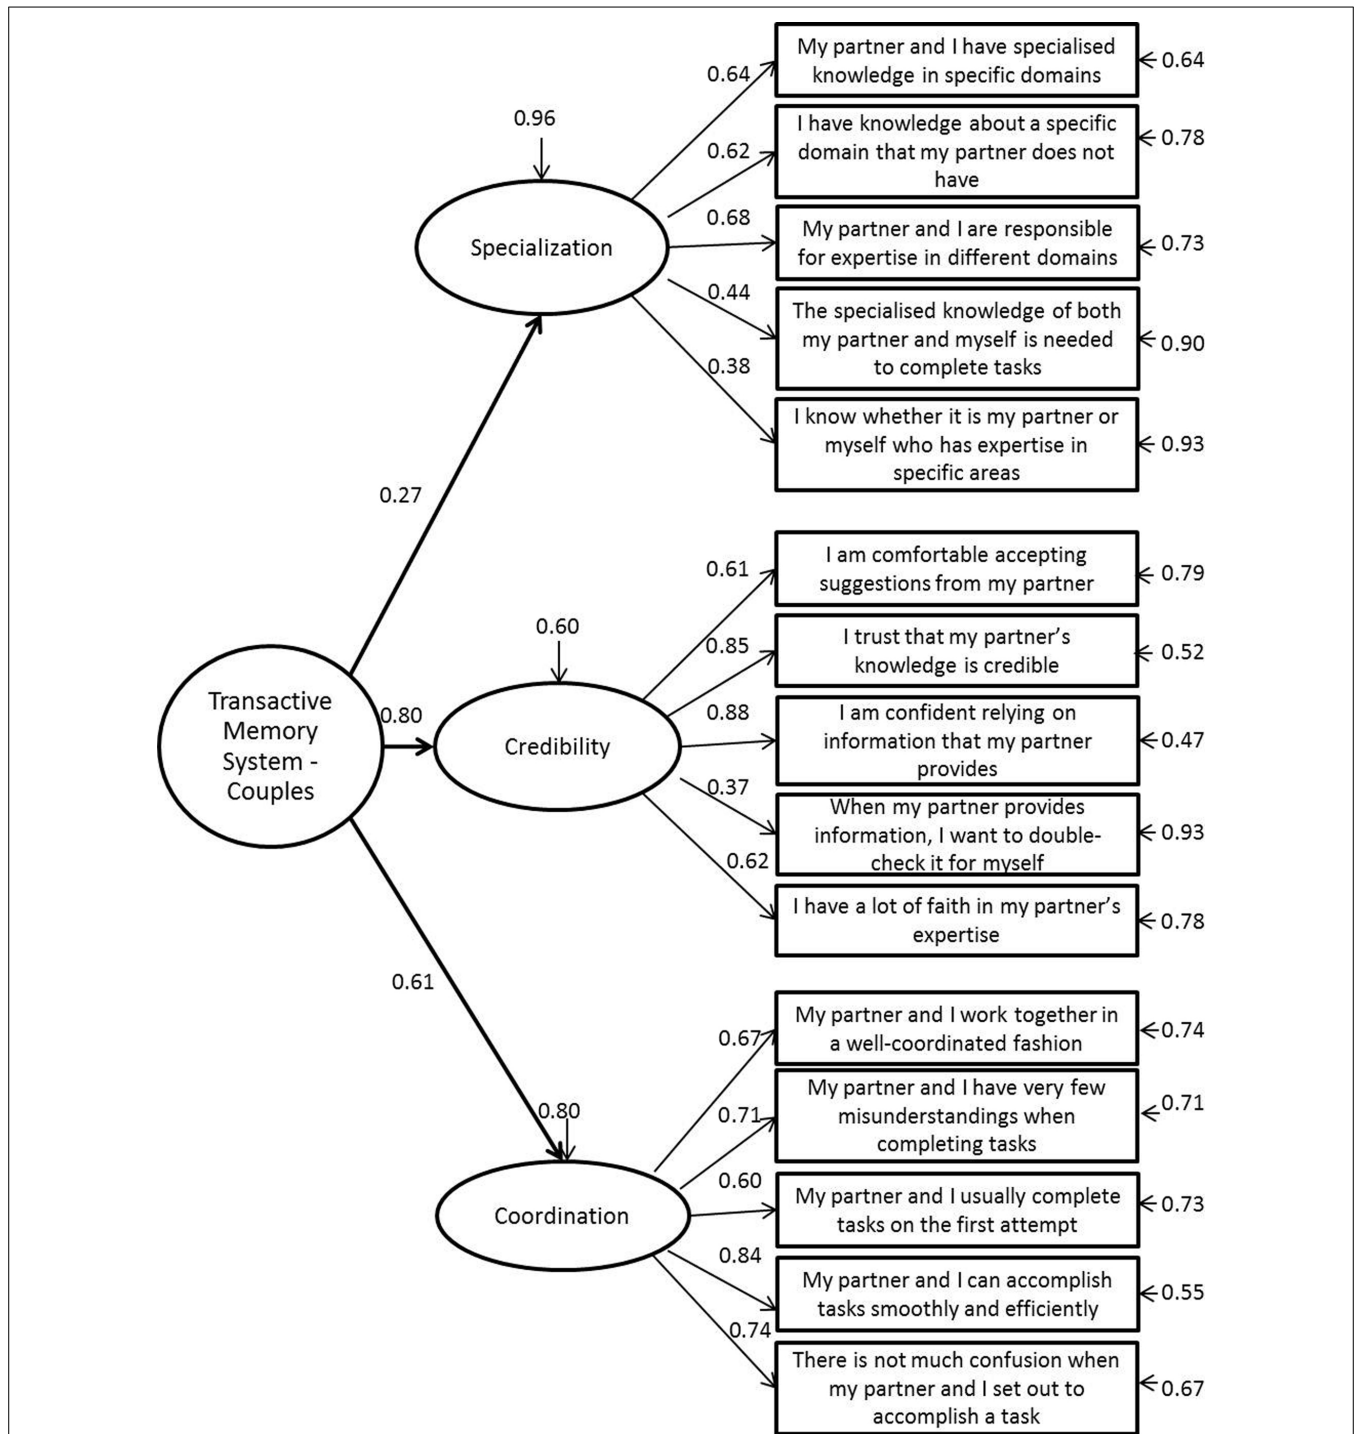 My partner and I have specialised
knowledge in specific domains
0.64
0.64
I have knowledge about a specific
domain that my partner does not
have
0.62
0.78
0.96
Specialization
My partner and I are responsible
for expertise in different domains
0.68
0.73
The specialised knowledge of both
my partner and myself is needed
to complete tasks
0.44
0.90
I know whether it is my partner or
myself who has expertise in
specific areas
0.38
0.93
0.27
I am comfortable accepting
suggestions from my partner
0.61
0.79
I trust that my partner’s
knowledge is credible
0.85
0.52
0.60
Transactive
Memory
System -
Couples
0.80
Credibility
I am confident relying on
information that my partner
provides
0.88
0.47
When my partner provides
information, I want to double-
check it for myself
0.37
0.93
I have a lot of faith in my partner’s
expertise
0.62
0.78
0.61
My partner and I work together in
a well-coordinated fashion
0.67
0.74
My partner and I have very few
misunderstandings when
completing tasks
0.71
0.71
0.80
Coordination
My partner and I usually complete
tasks on the first attempt
0.60
0.73
My partner and I can accomplish
tasks smoothly and efficiently
0.84
0.55
There is not much confusion when
my partner and I set out to
accomplish a task
0.74
0.67